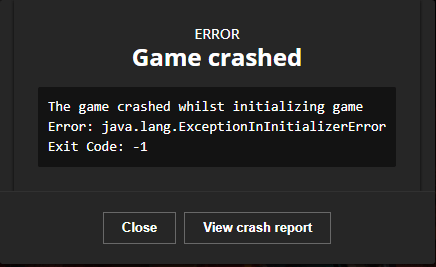 ERROR
Game crashed
The game crashed whilst initializing game
Error: java.lang.ExceptionInInitializerError
Exit Code: -1
Close
View crash report